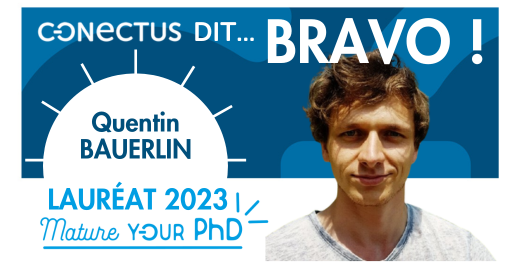 CONECTUS DIT...
BRAVO !
Quentin
BAUERLIN
LAURÉAT 2023
Mature YOUR PhD